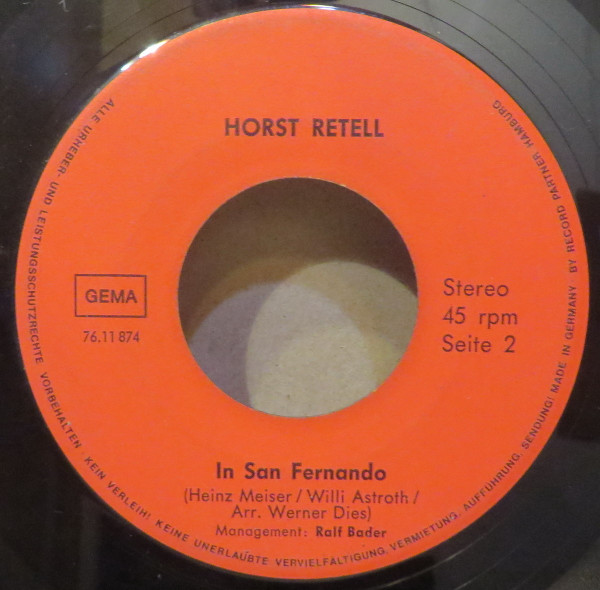 HORST RETELL
GEMA
76.11 874
Stereo
45 rpm
Seite 2
In San Fernando
(Heinz Meiser / Willi Astroth /
Arr. Werner Dies)
Management: Ralf Bader
ALLE URHEBER- UND LEISTUNGSSCHUTZRECHTE VORBEHALTEN · KEIN VERLEIH! KEINE UNERLAUBTE VERVIELFÄLTIGUNG, VERMIETUNG, AUFFÜHRUNG, SENDUNG! MADE IN GERMANY BY RECORD PARTNER HAMBURG